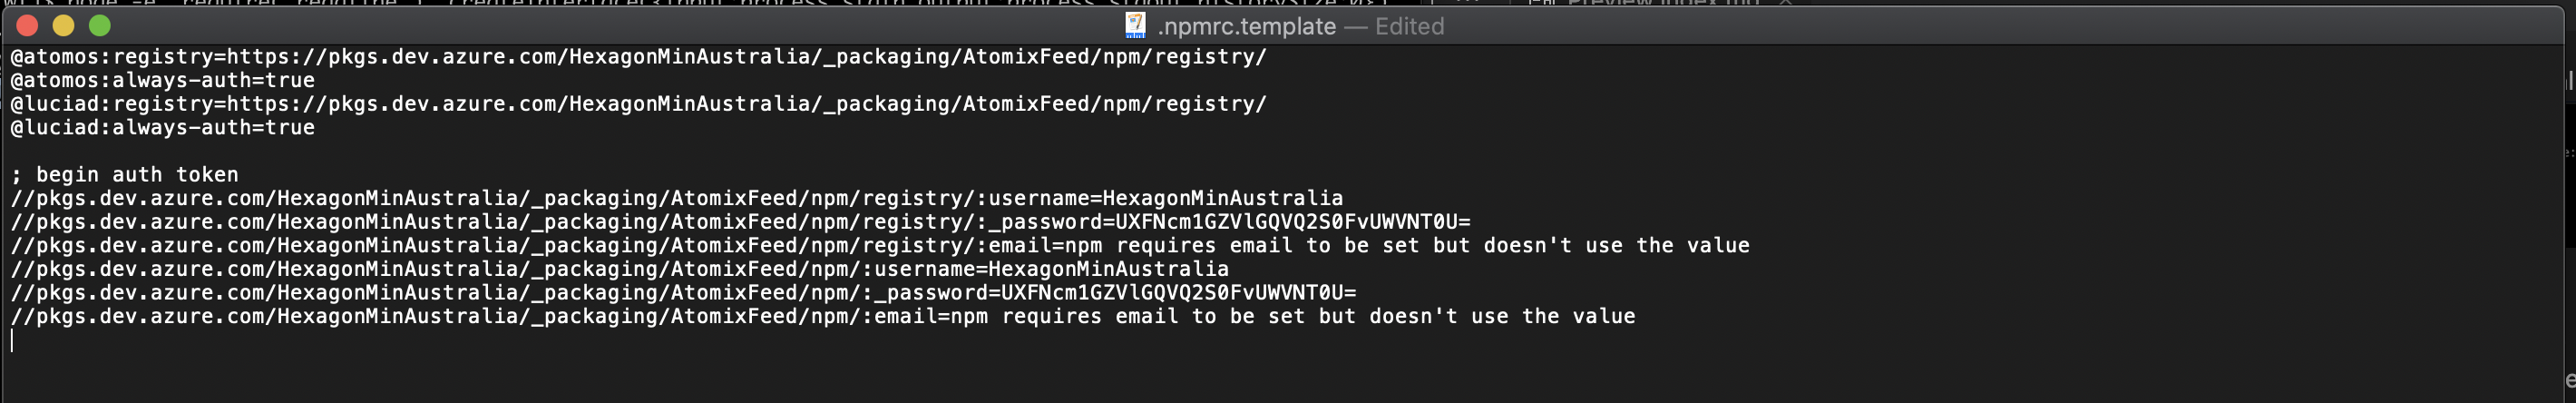 .npmrc.template — Edited
@atomos:registry=https://pkgs.dev.azure.com/HexagonMinAustralia/_packaging/AtomixFeed/npm/registry/
@atomos:always-auth=true
@luciad:registry=https://pkgs.dev.azure.com/HexagonMinAustralia/_packaging/AtomixFeed/npm/registry/
@luciad:always-auth=true
; begin auth token
//pkgs.dev.azure.com/HexagonMinAustralia/_packaging/AtomixFeed/npm/registry/:username=HexagonMinAustralia
//pkgs.dev.azure.com/HexagonMinAustralia/_packaging/AtomixFeed/npm/registry/:_password=UXFNcm1GZVlGQVQ2S0FvUWVNT0U=
//pkgs.dev.azure.com/HexagonMinAustralia/_packaging/AtomixFeed/npm/registry/:email=npm requires email to be set but doesn't use the value
//pkgs.dev.azure.com/HexagonMinAustralia/_packaging/AtomixFeed/npm/:username=HexagonMinAustralia
//pkgs.dev.azure.com/HexagonMinAustralia/_packaging/AtomixFeed/npm/:_password=UXFNcm1GZVlGQVQ2S0FvUWVNT0U=
//pkgs.dev.azure.com/HexagonMinAustralia/_packaging/AtomixFeed/npm/:email=npm requires email to be set but doesn't use the value